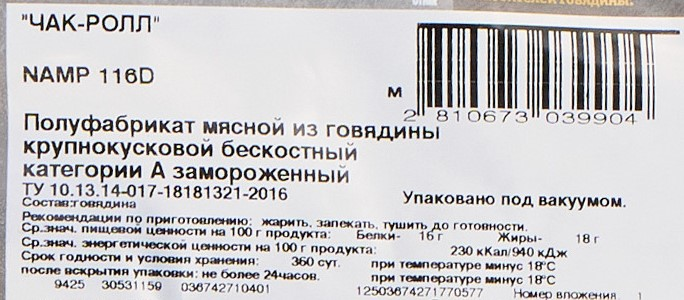 "ЧАК-РОЛЛ"
NAMP 116D
м
2 810673 039904
Полуфабрикат мясной из говядины
крупнокусковой бескостный
категории А замороженный
ТУ 10.13.14-017-18181321-2016
Упаковано под вакуумом.
Состав:говядина
Рекомендации по приготовлению: жарить, запекать, тушить до готовности.
Ср.знач. пищевой ценности на 100 г продукта: Белки- 16 г Жиры- 18 г
Ср.знач. энергетической ценности на 100 г продукта: 230 кКал/940 кДж
Срок годности и условия хранения: 360 сут. при температуре минус 18°С
после вскрытия упаковки: не более 24часов. при температуре минус 18°С
9425 30531159 036742710401 12503674271770577 Номер вложения 1